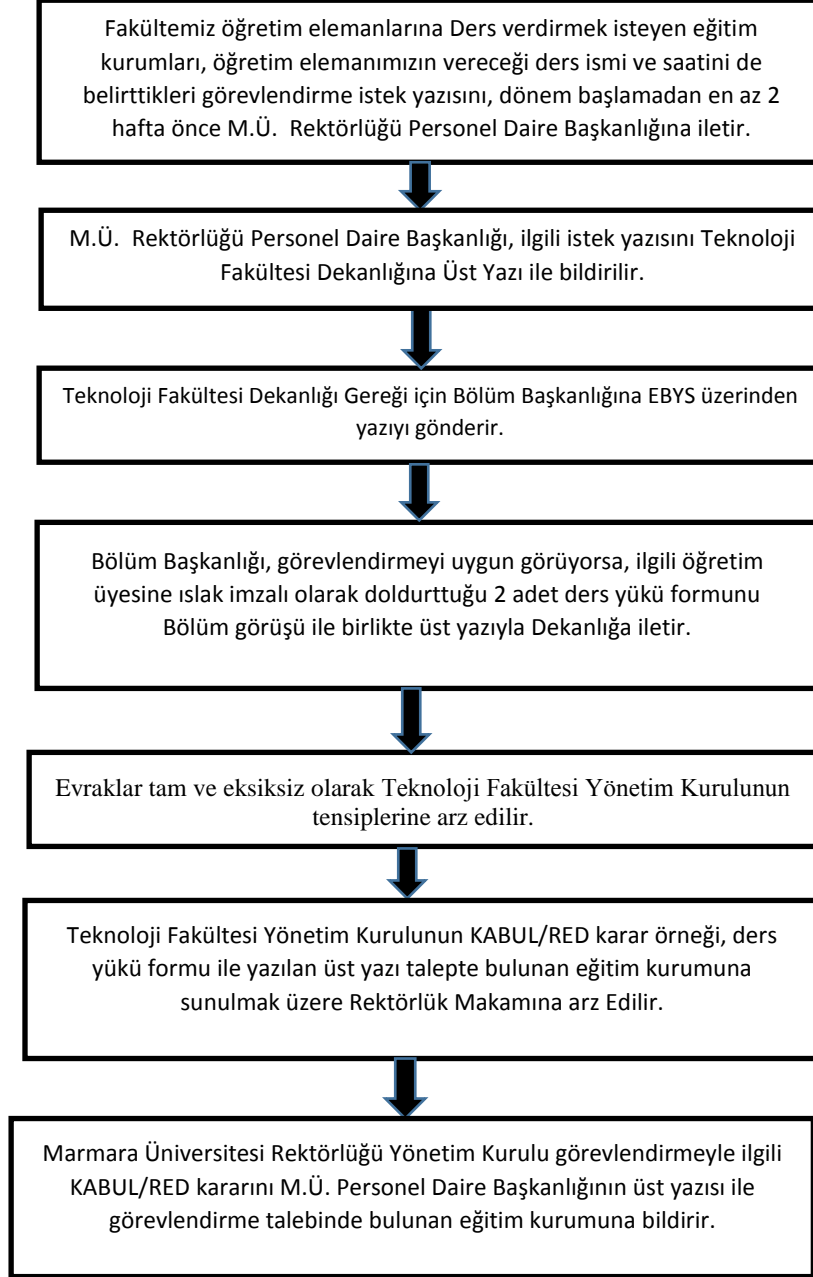 Fakültemiz öğretim elemanlarına Ders verdirmek isteyen eğitim
kurumları, öğretim elemanımızın vereceği ders ismi ve saatini de
belirttikleri görevlendirme istek yazısını, dönem başlamadan en az 2
hafta önce M.Ü. Rektörlüğü Personel Daire Başkanlığına iletir.
M.Ü. Rektörlüğü Personel Daire Başkanlığı, ilgili istek yazısını Teknoloji
Fakültesi Dekanlığına Üst Yazı ile bildirilir.
Teknoloji Fakültesi Dekanlığı Gereği için Bölüm Başkanlığına EBYS üzerinden
yazıyı gönderir.
Bölüm Başkanlığı, görevlendirmeyi uygun görüyorsa, ilgili öğretim
üyesine ıslak imzalı olarak doldurttuğu 2 adet ders yükü formunu
Bölüm görüşü ile birlikte üst yazıyla Dekanlığa iletir.
Evraklar tam ve eksiksiz olarak Teknoloji Fakültesi Yönetim Kurulunun
tensiplerine arz edilir.
Teknoloji Fakültesi Yönetim Kurulunun KABUL/RED karar örneği, ders
yükü formu ile yazılan üst yazı talepte bulunan eğitim kurumuna
sunulmak üzere Rektörlük Makamına arz Edilir.
Marmara Üniversitesi Rektörlüğü Yönetim Kurulu görevlendirmeyle ilgili
KABUL/RED kararını M.Ü. Personel Daire Başkanlığının üst yazısı ile
görevlendirme talebinde bulunan eğitim kurumuna bildirir.